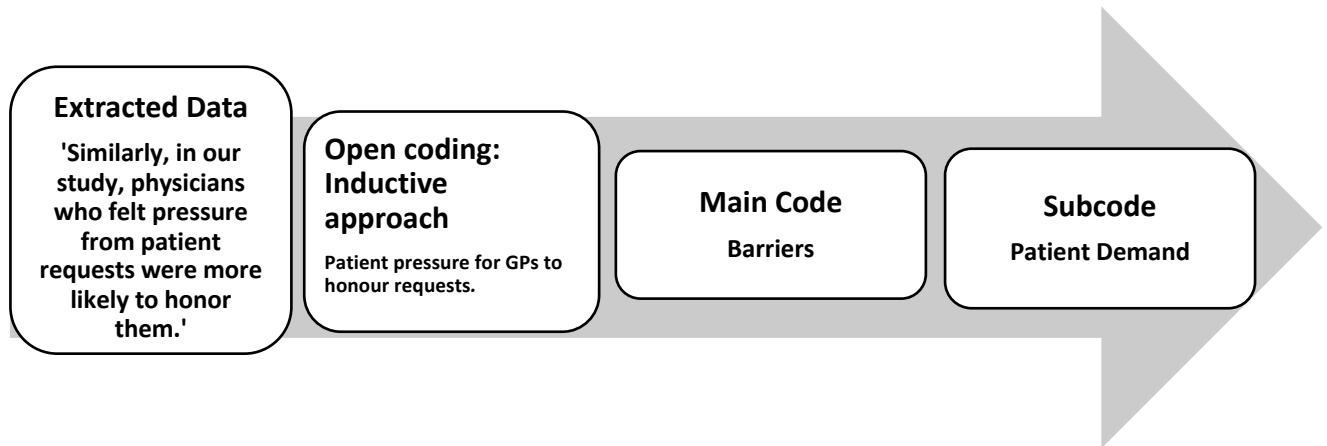 Extracted Data
'Similarly, in our
study, physicians
who felt pressure
from patient
requests were more
likely to honor
them.'
Open coding:
Inductive
approach
Patient pressure for GPs to
honour requests.
Main Code
Barriers
Subcode
Patient Demand